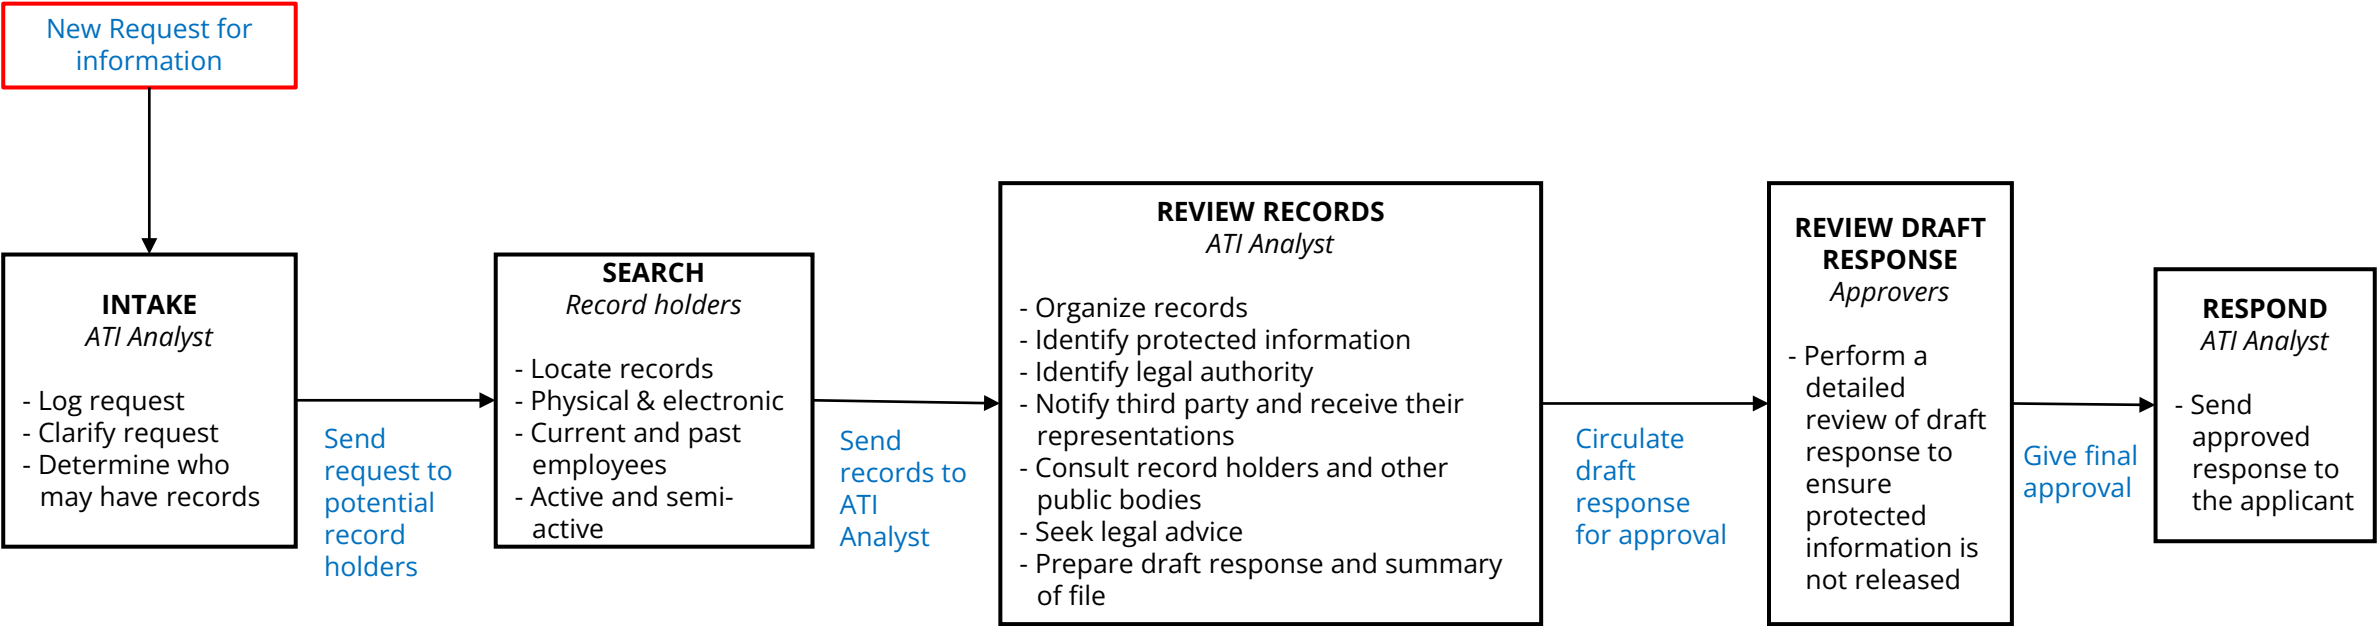 New Request for
information
INTAKE
ATI Analyst
- Log request
- Clarify request
- Determine who
may have records
Send
request to
potential
record
holders
SEARCH
Record holders
- Locate records
- Physical & electronic
- Current and past
employees
- Active and semi-
active
Send
records to
ATI
Analyst
REVIEW RECORDS
ATI Analyst
- Organize records
- Identify protected information
- Identify legal authority
- Notify third party and receive their
representations
- Consult record holders and other
public bodies
- Seek legal advice
- Prepare draft response and summary
of file
Circulate
draft
response
for approval
REVIEW DRAFT
RESPONSE
Approvers
- Perform a
detailed
review of draft
response to
ensure
protected
information is
not released
Give final
approval
RESPOND
ATI Analyst
- Send
approved
response to
the applicant